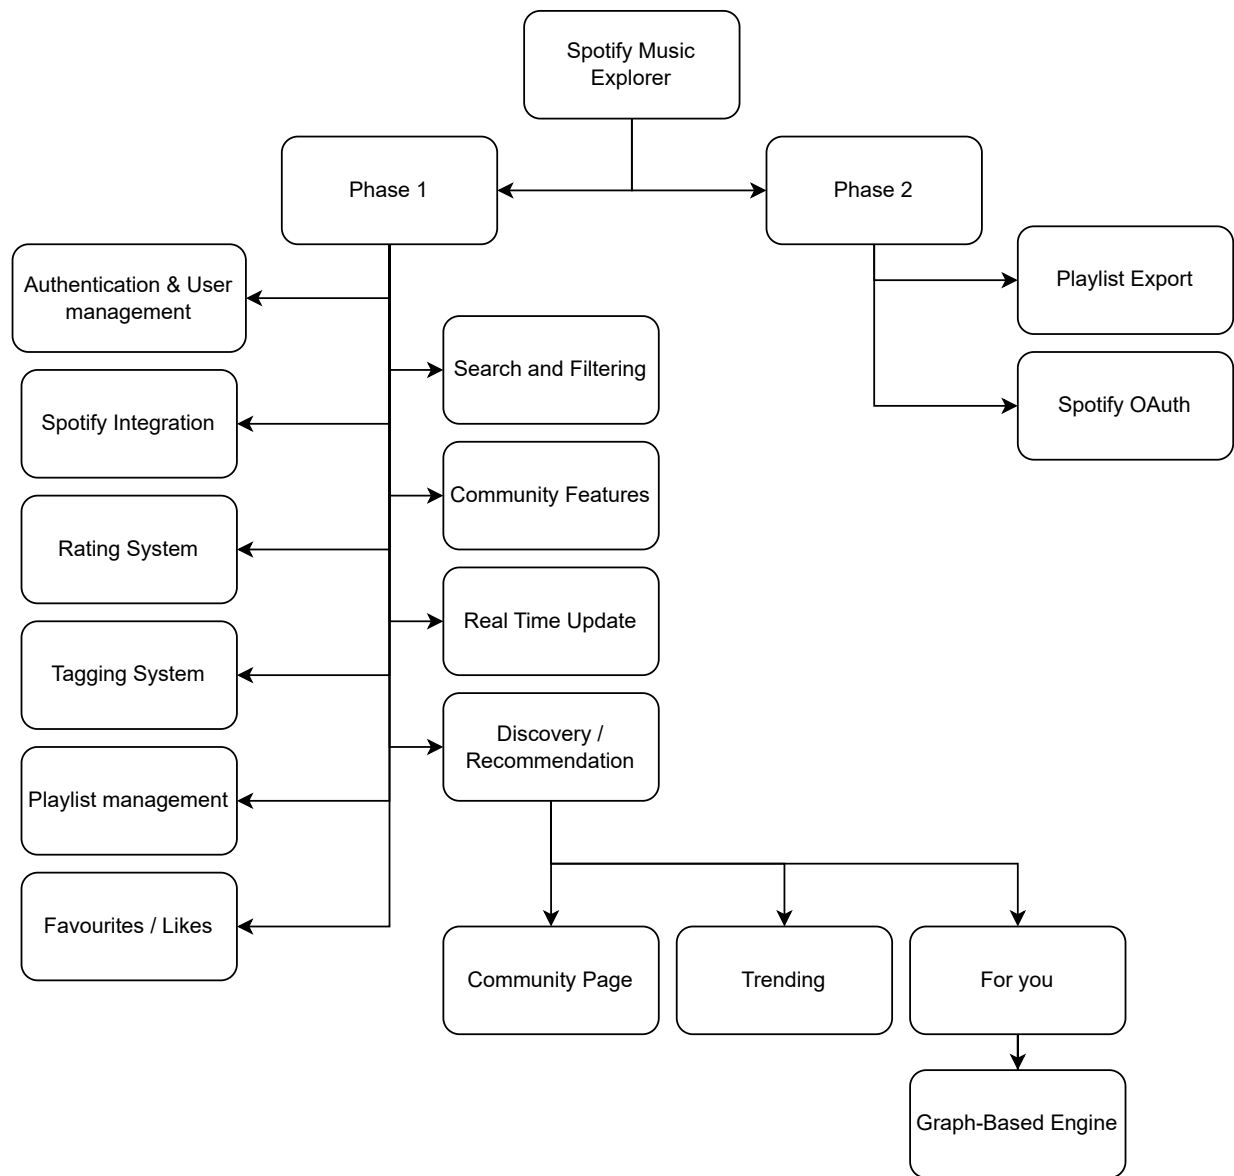 Spotify Music
Explorer
Phase 1
Phase 2
Authentication & User
management
Playlist Export
Search and Filtering
Spotify Integration
Spotify OAuth
Community Features
Rating System
Real Time Update
Tagging System
Discovery /
Recommendation
Playlist management
Favourites / Likes
Community Page
Trending
For you
Graph-Based Engine